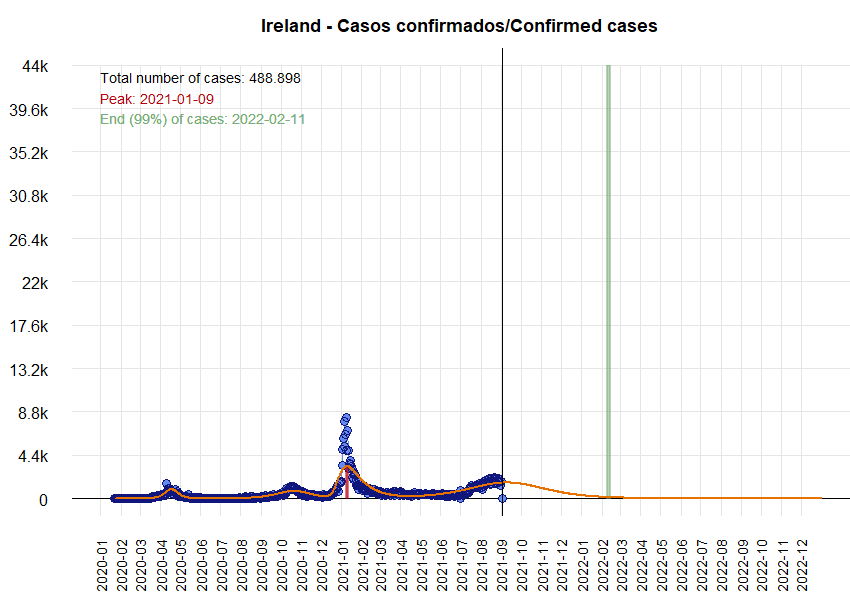 Ireland - Casos confirmados/Confirmed cases
Total number of cases: 488.898
Peak: 2021-01-09
End (99%) of cases: 2022-02-11
44k
39.6k
35.2k
30.8k
26.4k
22k
17.6k
13.2k
8.8k
4.4k
0
2020-01
2020-02
2020-03
2020-04
2020-05
2020-06
2020-07
2020-08
2020-09
2020-10
2020-11
2020-12
2021-01
2021-02
2021-03
2021-04
2021-05
2021-06
2021-07
2021-08
2021-09
2021-10
2021-11
2021-12
2022-01
2022-02
2022-03
2022-04
2022-05
2022-06
2022-07
2022-08
2022-09
2022-10
2022-11
2022-12